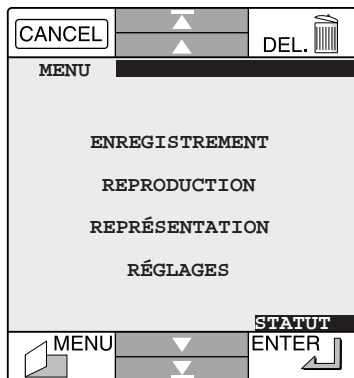 CANCEL
DEL.
MENU
ENREGISTREMENT
REPRODUCTION
REPRÉSENTATION
RÉGLAGES
STATUT
MENU
ENTER